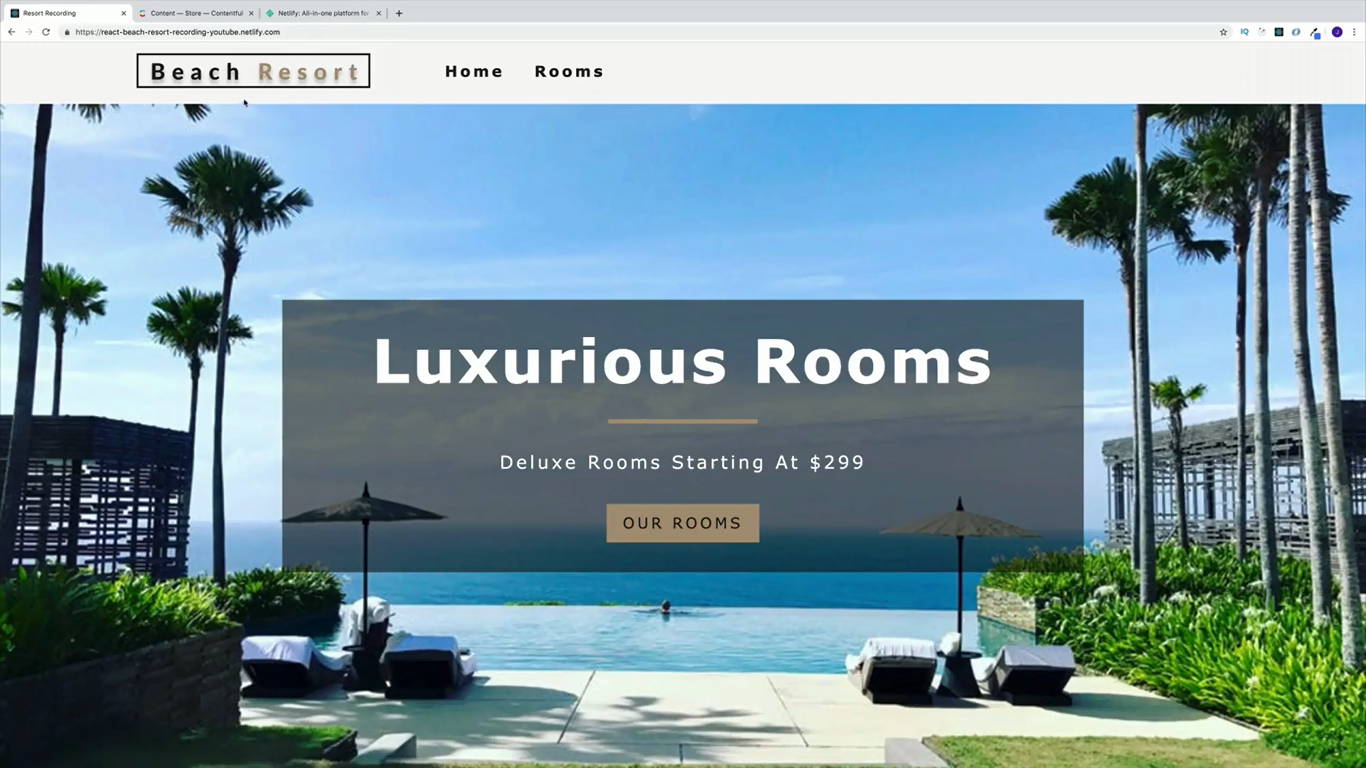 Resort Recording
Content — Store — Contentful
Netlify: All-in-one platform for
https://react-beach-resort-recording-youtube.netlify.com
IQ
J
Beach Resort
Home
Rooms
Luxurious Rooms
Deluxe Rooms Starting At $299
OUR ROOMS